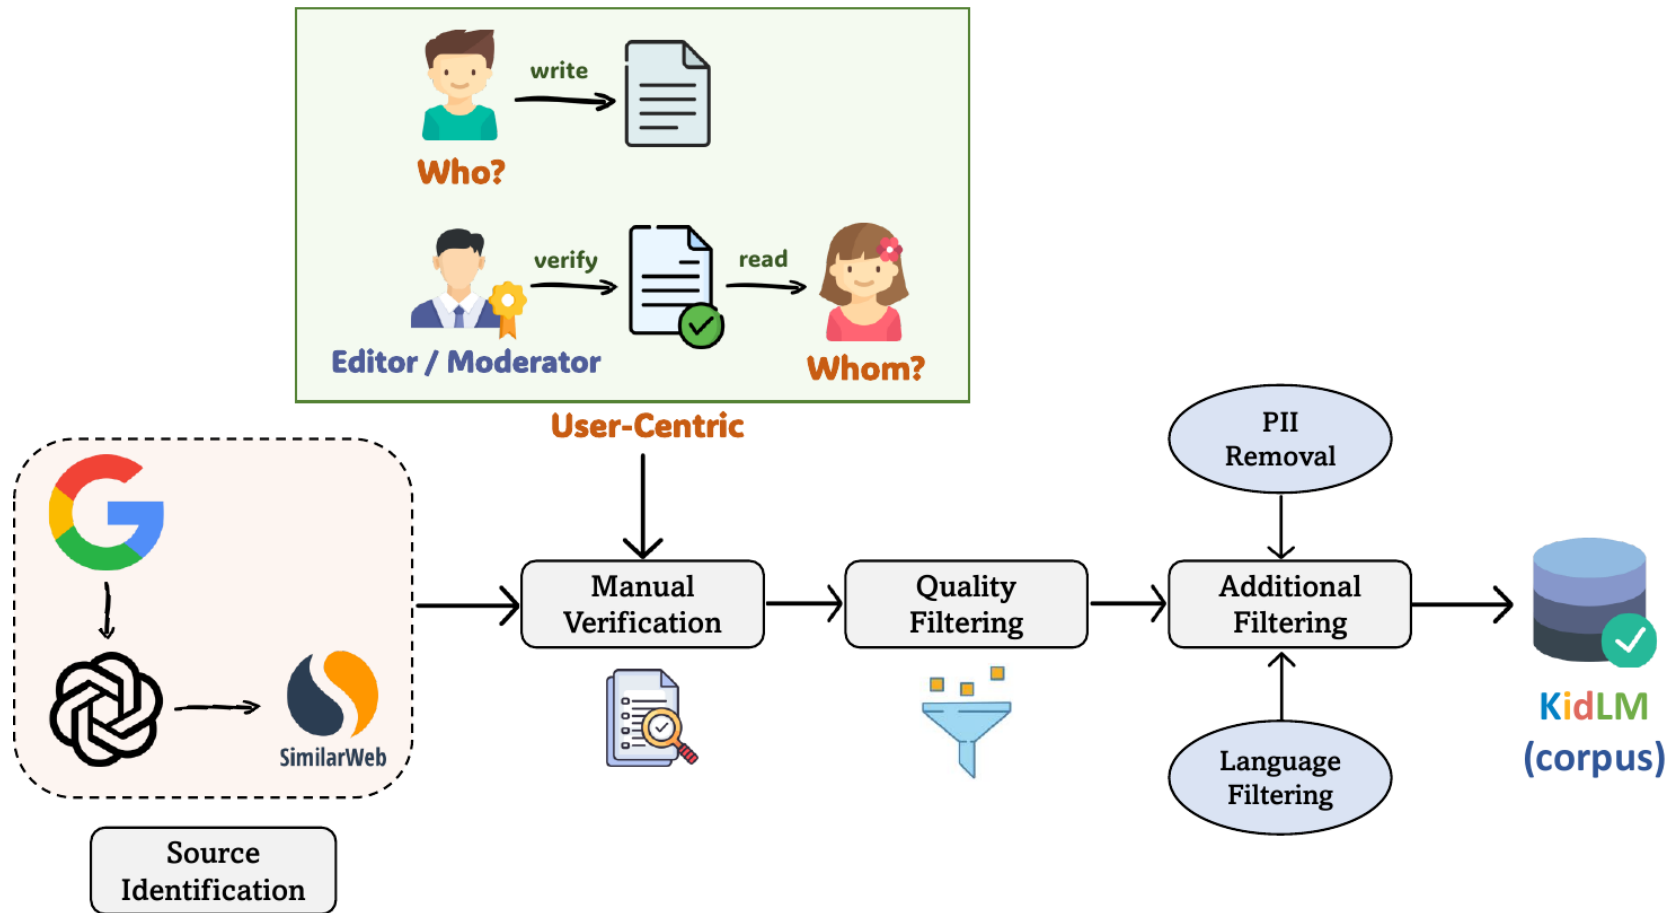 write
Who?
verify
read
Editor / Moderator
Whom?
User-Centric
PII
Removal
Manual
Verification
Quality
Filtering
Additional
Filtering
SimilarWeb
KidLM
(corpus)
Language
Filtering
Source
Identification